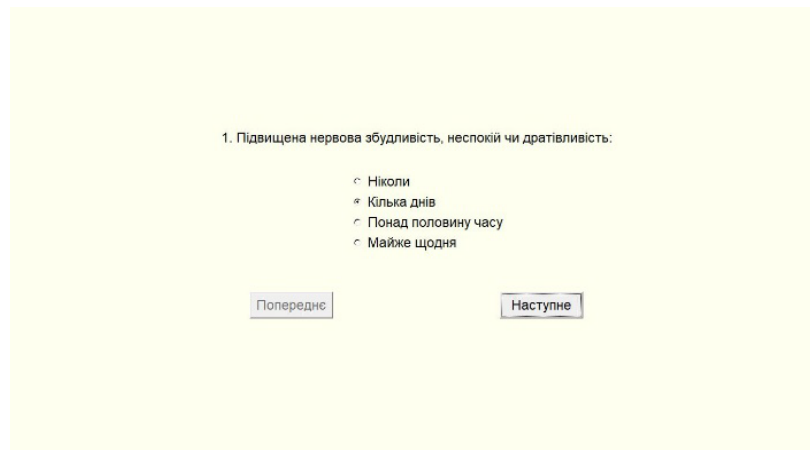 1. Підвищена нервова збудливість, неспокій чи дратівливість:
Ніколи
Кілька днів
Понад половину часу
Майже щодня
Попереднє
Наступне